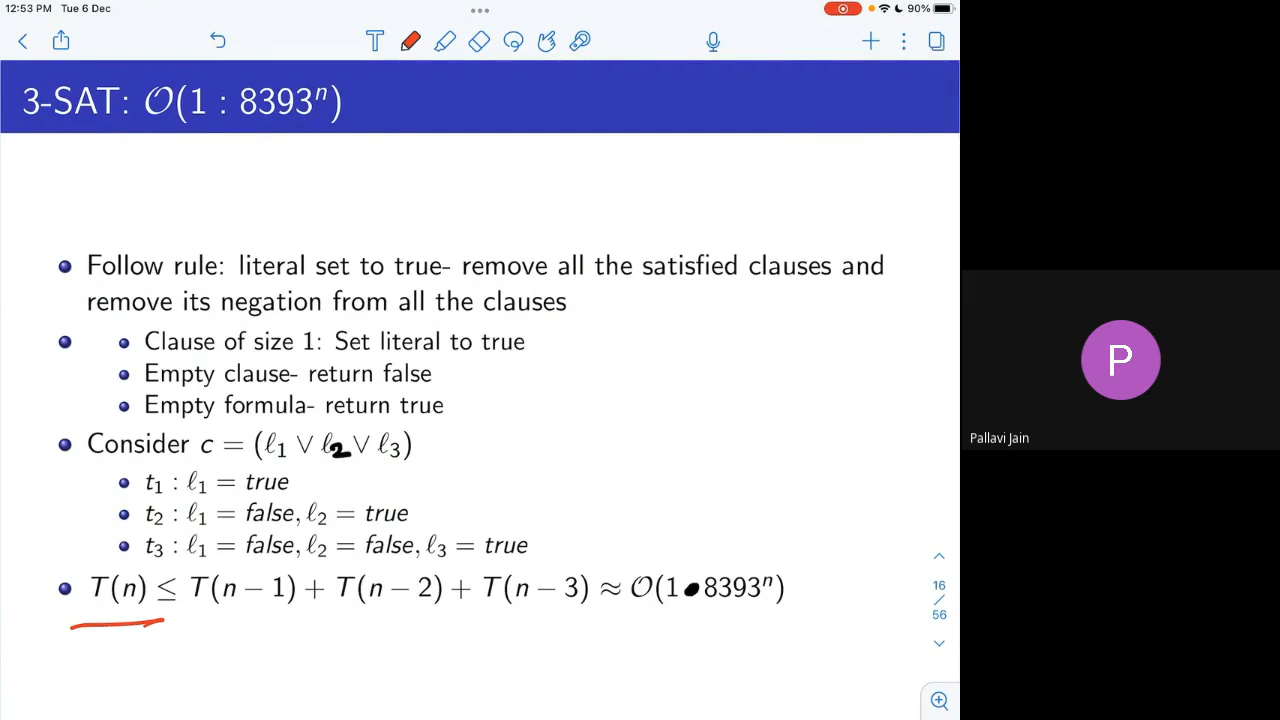 12:53 PM Tue 6 Dec
90%
3-SAT: 𝒪(1 : 8393ⁿ)
Follow rule: literal set to true- remove all the satisfied clauses and
remove its negation from all the clauses
Clause of size 1: Set literal to true
Empty clause- return false
Empty formula- return true
Consider c = (ℓ₁ ∨ ℓ₂ ∨ ℓ₃)
t₁ : ℓ₁ = true
t₂ : ℓ₁ = false, ℓ₂ = true
t₃ : ℓ₁ = false, ℓ₂ = false, ℓ₃ = true
T(n) ≤ T(n − 1) + T(n − 2) + T(n − 3) ≈ 𝒪(1.8393ⁿ)
16
/
56
P
Pallavi Jain